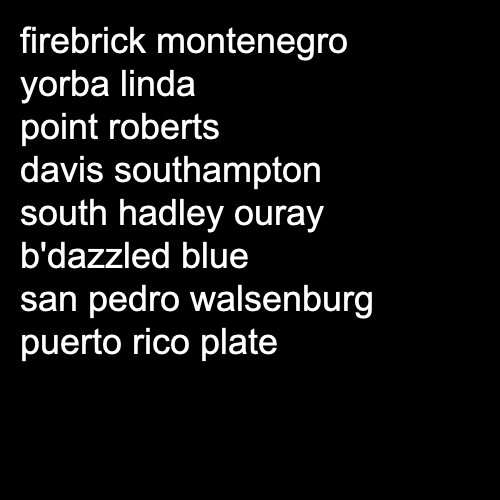 firebrick montenegro
yorba linda
point roberts
davis southampton
south hadley ouray
b'dazzled blue
san pedro walsenburg
puerto rico plate